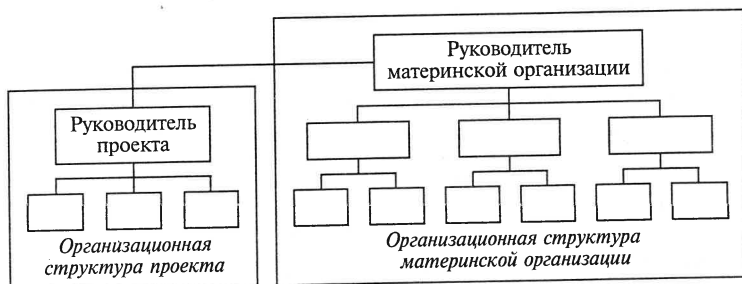 Руководитель
материнской организации
Руководитель
проекта
Организационная
структура проекта
Организационная структура
материнской организации